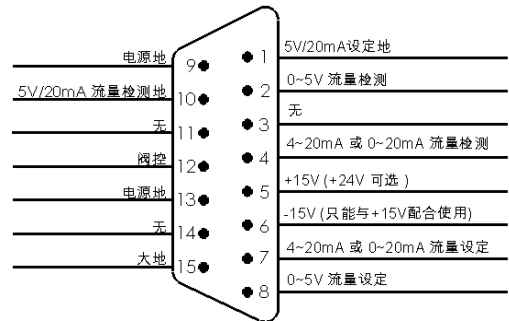 电源地
9
5V/20mA 流量检测地
10
无
11
阀控
12
电源地
13
无
14
大地
15
1
5V/20mA设定地
2
0~5V 流量检测
3
无
4
4~20mA 或 0~20mA 流量检测
5
+15V (+24V 可选 )
6
-15V (只能与+15V配合使用)
7
4~20mA 或 0~20mA 流量设定
8
0~5V 流量设定